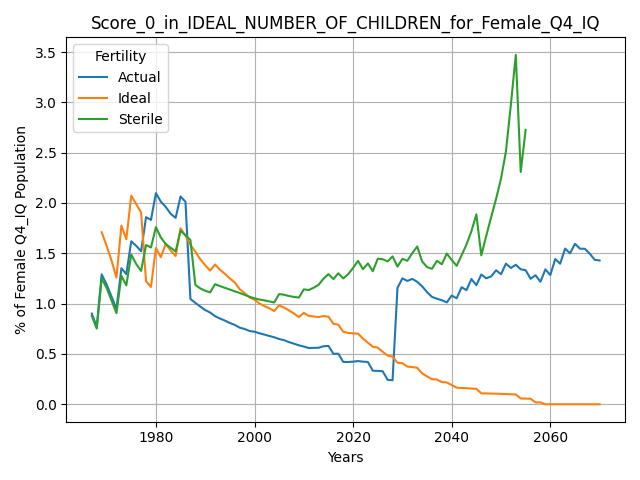 Score_0_in_IDEAL_NUMBER_OF_CHILDREN_for_Female_Q4_IQ
Fertility
Actual
Ideal
Sterile
% of Female Q4_IQ Population
3.5
3.0
2.5
2.0
1.5
1.0
0.5
0.0
1980 2000 2020 2040 2060
Years